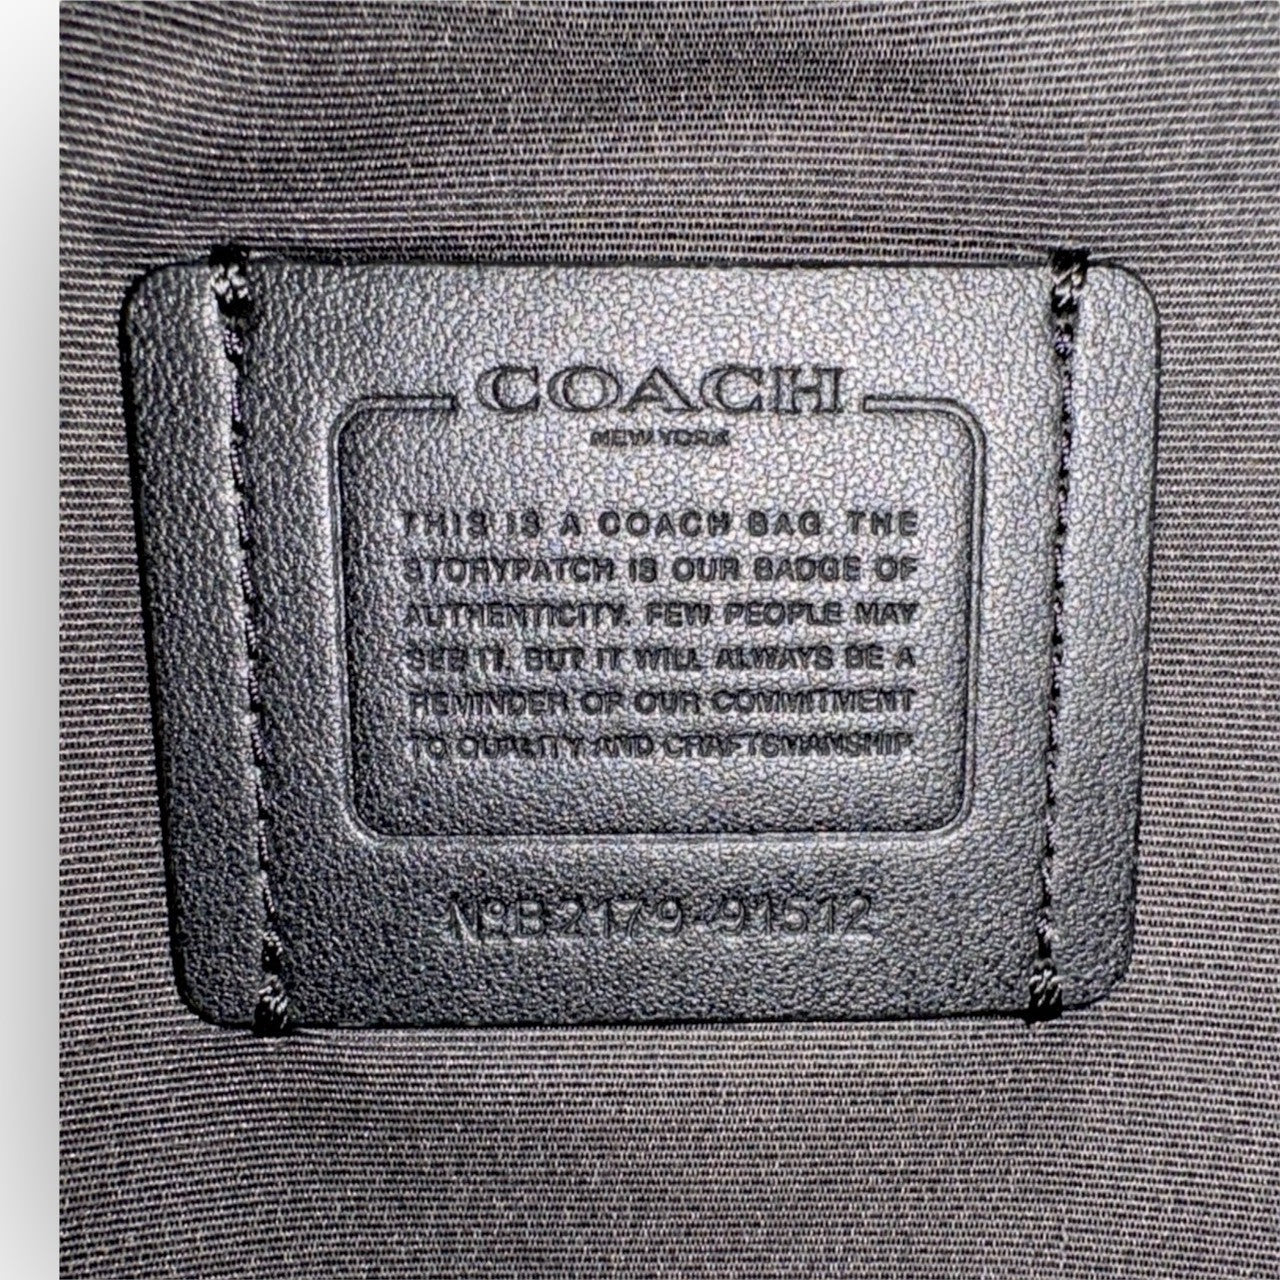 COACH
NEW YORK
THIS IS A COACH BAG. THE
STORYPATCH IS OUR BADGE OF
AUTHENTICITY. FEW PEOPLE MAY
SEE IT. BUT IT WILL ALWAYS BE A
REMINDER OF OUR COMMITMENT
TO QUALITY AND CRAFTSMANSHIP.
NºB2179-91512